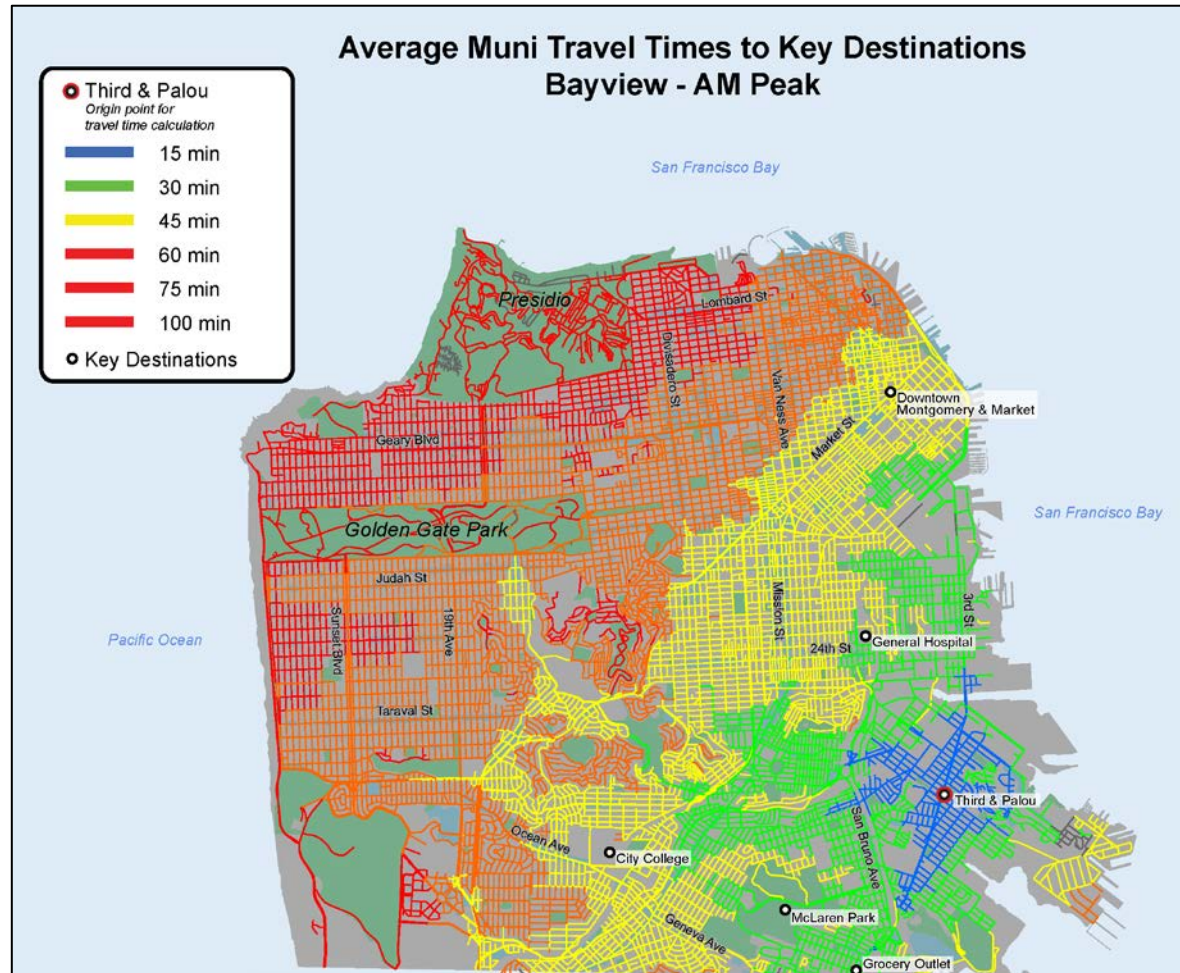 Average Muni Travel Times to Key Destinations
Bayview - AM Peak
Third & Palou
Origin point for
travel time calculation
15 min
30 min
45 min
60 min
75 min
100 min
Key Destinations
San Francisco Bay
Presidio
Lombard St
Divisadero St
Van Ness Ave
Downtown
Montgomery & Market
Geary Blvd
Market St
Golden Gate Park
San Francisco Bay
Judah St
Mission St
3rd St
Sunset Blvd
19th Ave
Pacific Ocean
General Hospital
24th St
Taraval St
Third & Palou
San Bruno Ave
Ocean Ave
City College
McLaren Park
Geneva Ave
Grocery Outlet